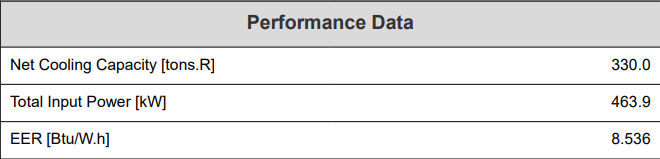 Performance Data
Net Cooling Capacity [tons.R] 330.0
Total Input Power [kW] 463.9
EER [Btu/W.h] 8.536